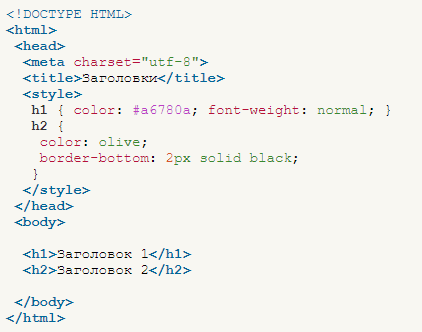 <!DOCTYPE HTML>
<html>
<head>
<meta charset="utf-8">
<title>Заголовки</title>
<style>
h1 { color: #a6780a; font-weight: normal; }
h2 {
color: olive;
border-bottom: 2px solid black;
}
</style>
</head>
<body>
<h1>Заголовок 1</h1>
<h2>Заголовок 2</h2>
</body>
</html>